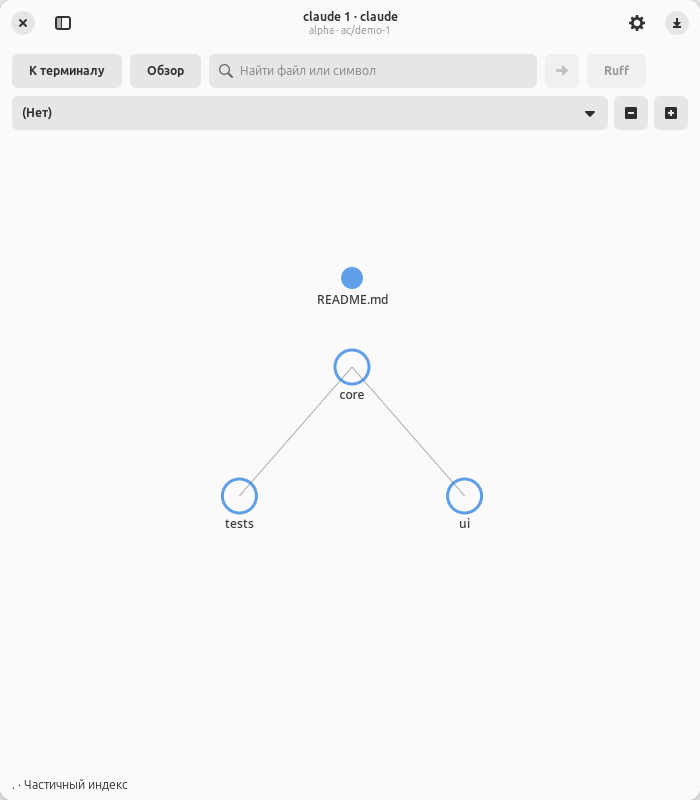 claude 1 · claude
alpha · ac/demo-1
К терминалу
Обзор
Найти файл или символ
Ruff
(Нет)
README.md
core
tests
ui
. · Частичный индекс